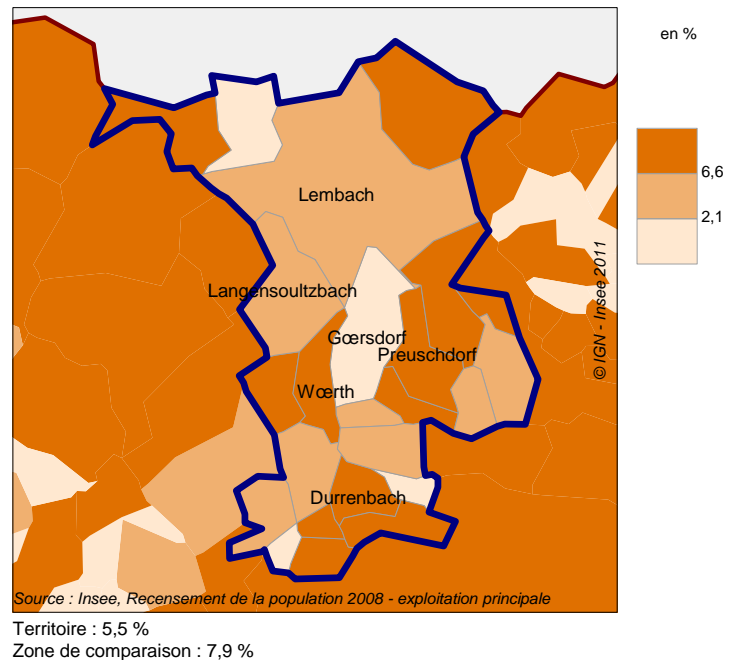 en %
6,6
2,1
Lembach
Langensoultzbach
Gœrsdorf
Preuschdorf
Wœrth
Durrenbach
© IGN - Insee 2011
Source : Insee, Recensement de la population 2008 - exploitation principale
Territoire : 5,5 %
Zone de comparaison : 7,9 %